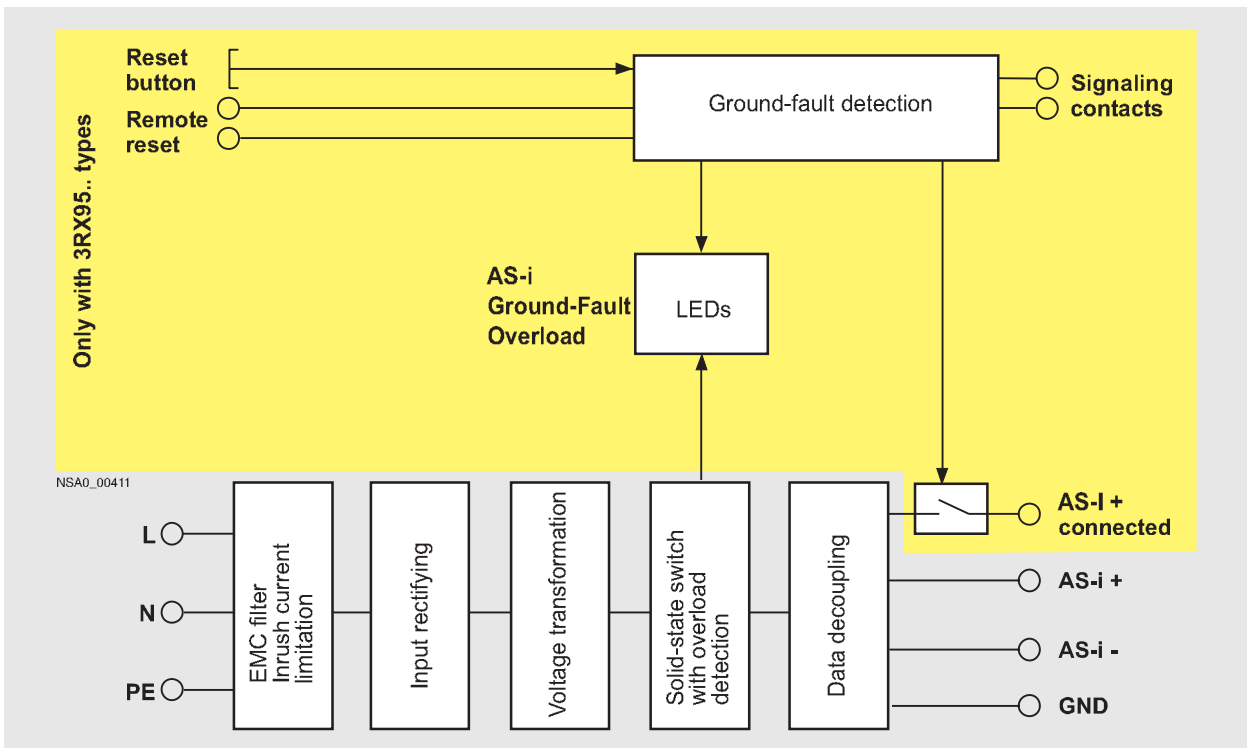 Reset
button
Remote
reset
Only with 3RX95.. types
Ground-fault detection
Signaling
contacts
AS-i
Ground-Fault
Overload
LEDs
NSA0_00411
L
N
PE
EMC filter
Inrush current
limitation
Input rectifying
Voltage transformation
Solid-state switch
with overload
detection
Data decoupling
AS-I +
connected
AS-i +
AS-i -
GND